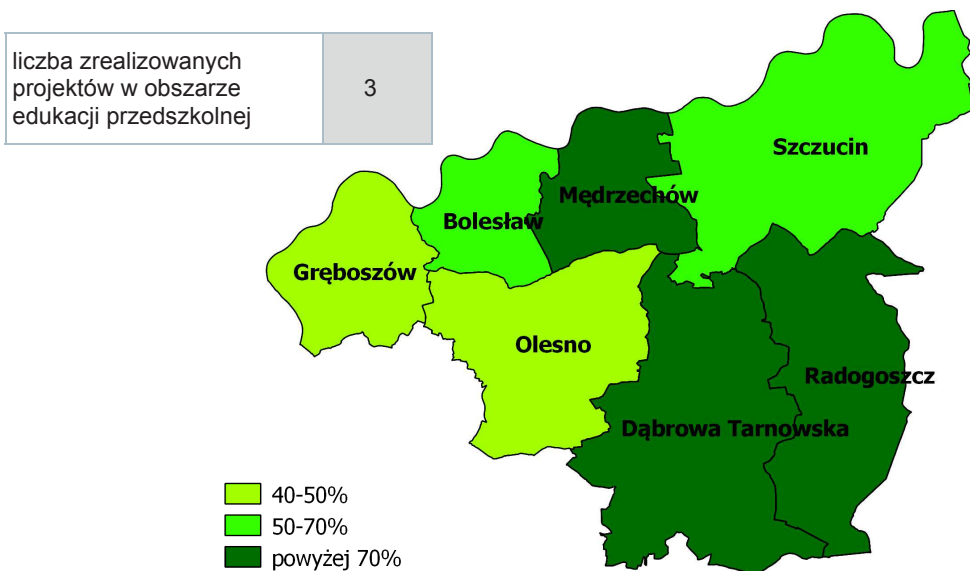 liczba zrealizowanych
projektów w obszarze
edukacji przedszkolnej
3
Szczucin
Mędrzechów
Bolesław
Gręboszów
Olesno
Radogoszcz
Dąbrowa Tarnowska
40-50%
50-70%
powyżej 70%